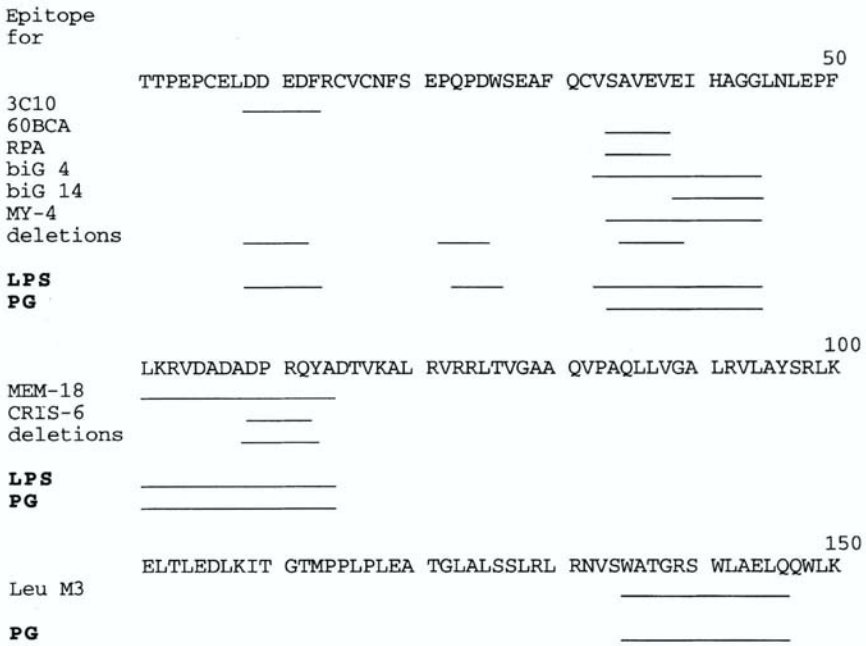 Epitope
for
50
TTPEPCELDD EDFRCVCNFS EPQPDWSEAF QCVSAVEVEI HAGGLNLEPF
3C10
60BCA
RPA
biG 4
biG 14
MY-4
deletions
LPS
PG
100
LKRVDADADP RQYADTVKAL RVRRLTVGAA QVPAQLLVGA LRVLAYSRLK
MEM-18
CRIS-6
deletions
LPS
PG
150
ELTLEDLKIT GTMPPLPLEA TGLALSSLRL RNVSWATGRS WLAELQQWLK
Leu M3
PG